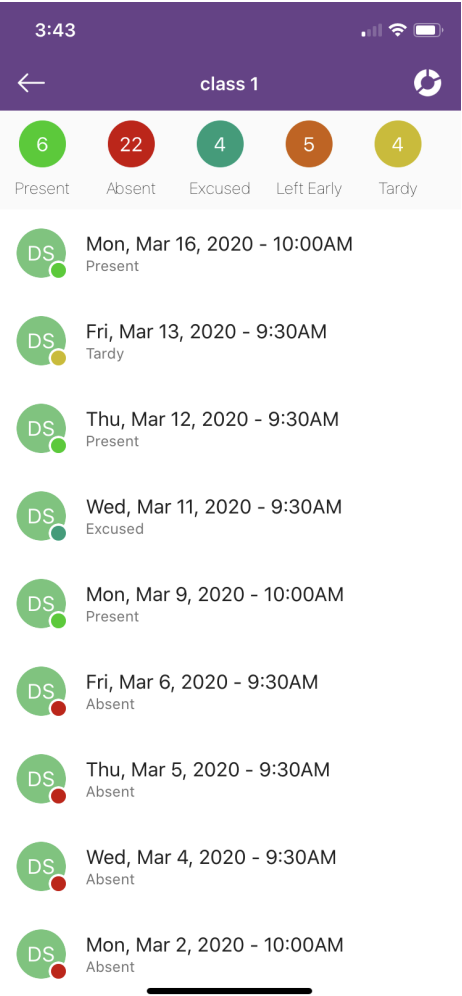 3:43
class 1
6 22 4 5 4
Present Absent Excused Left Early Tardy
DS Mon, Mar 16, 2020 - 10:00AM
Present
DS Fri, Mar 13, 2020 - 9:30AM
Tardy
DS Thu, Mar 12, 2020 - 9:30AM
Present
DS Wed, Mar 11, 2020 - 9:30AM
Excused
DS Mon, Mar 9, 2020 - 10:00AM
Present
DS Fri, Mar 6, 2020 - 9:30AM
Absent
DS Thu, Mar 5, 2020 - 9:30AM
Absent
DS Wed, Mar 4, 2020 - 9:30AM
Absent
DS Mon, Mar 2, 2020 - 10:00AM
Absent